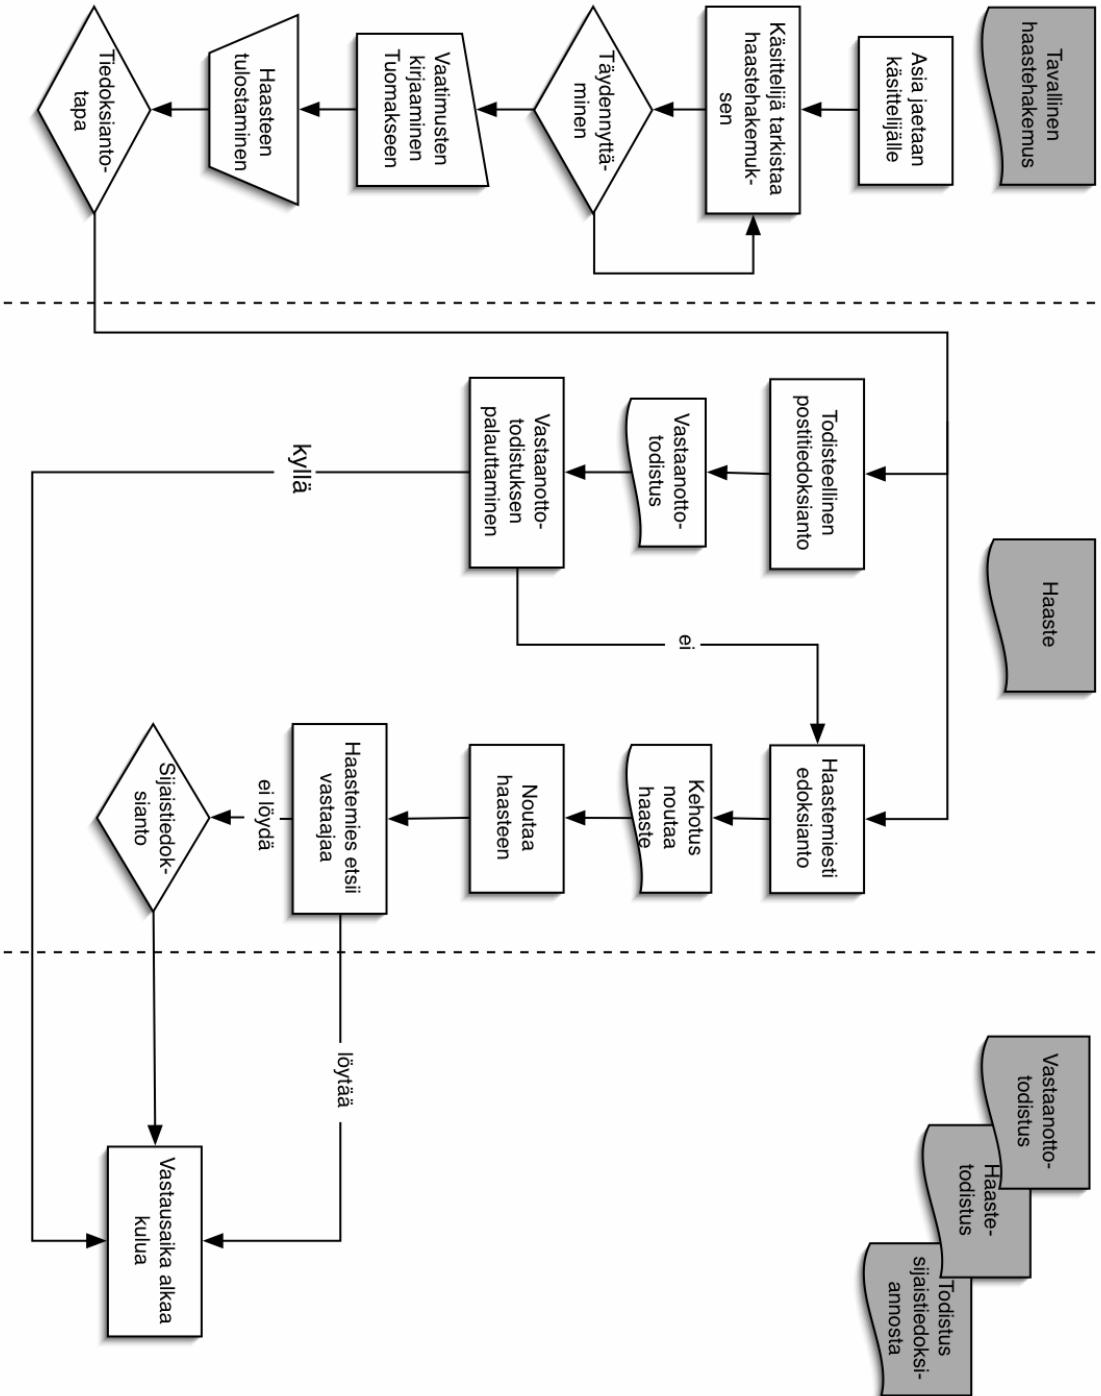 Tavallinen
haastehakemus
Asia jaetaan
käsittelijälle
Käsittelijä tarkistaa
haastehakemuk-
sen
Täydennyttä-
minen
Vaatimusten
kirjaaminen
Tuomakseen
Haasteen
tulostaminen
Tiedoksianto-
tapa
Haaste
Todisteellinen
postitiedoksianto
Vastaanotto-
todistus
Vastaanotto-
todistuksen
palauttaminen
kyllä
ei
Haastemiesti
edoksianto
Kehotus
noutaa
haaste
Noutaa
haasteen
Haastemies etsii
vastaajaa
ei löydä
Sijaistiedok-
sianto
löytää
Vastaanotto-
todistus
Haaste-
todistus
Todistus
sijaistiedoksi-
annosta
Vastausaika alkaa
kulua